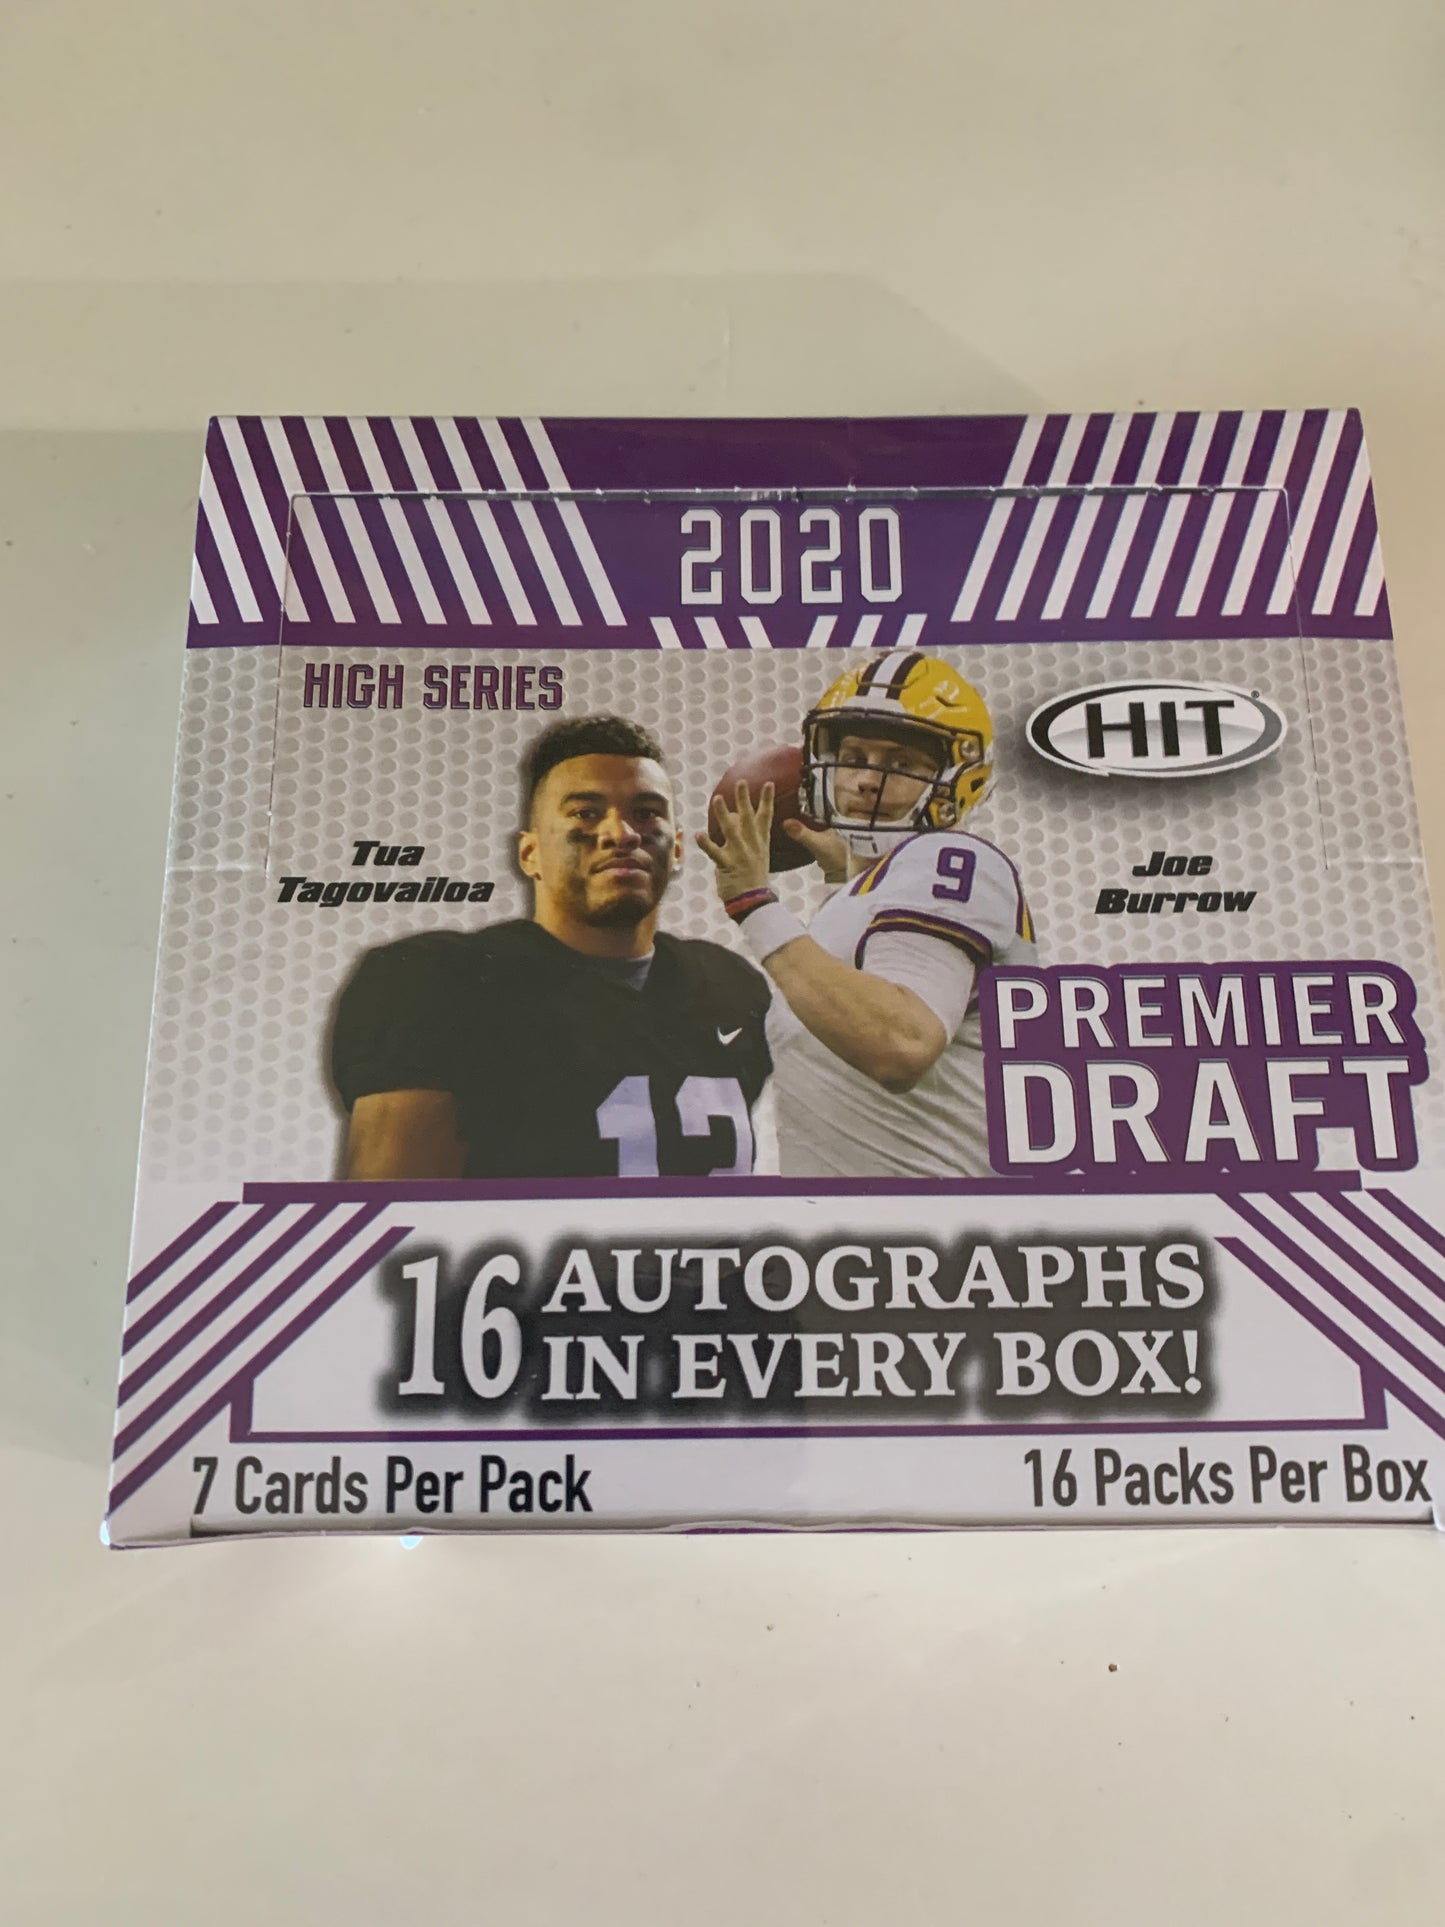 2020
HIGH SERIES
HIT®
Tua
Tagovailoa
Joe
Burrow
9
PREMIER
DRAFT
13
16 AUTOGRAPHS
IN EVERY BOX!
7 Cards Per Pack
16 Packs Per Box